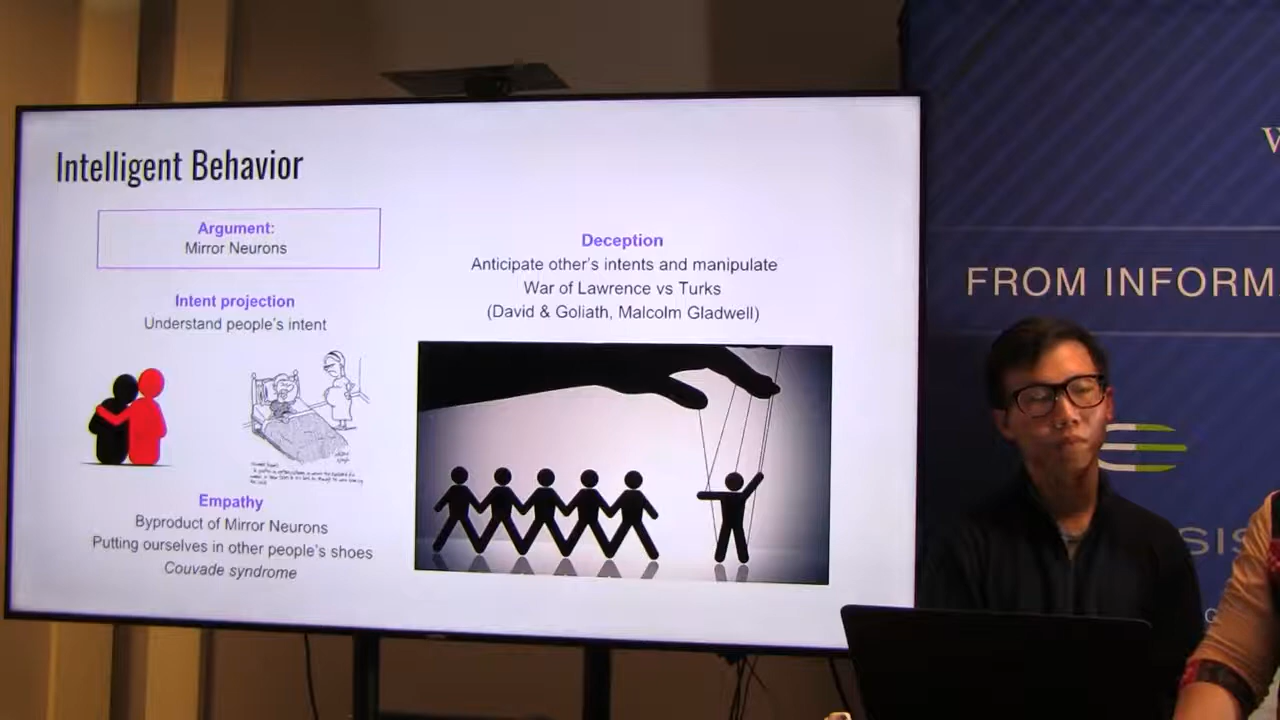 Intelligent Behavior
Argument:
Mirror Neurons
Intent projection
Understand people's intent
Empathy
Byproduct of Mirror Neurons
Putting ourselves in other people's shoes
Couvade syndrome
Deception
Anticipate other's intents and manipulate
War of Lawrence vs Turks
(David & Goliath, Malcolm Gladwell)
W
FROM INFORM
SIS